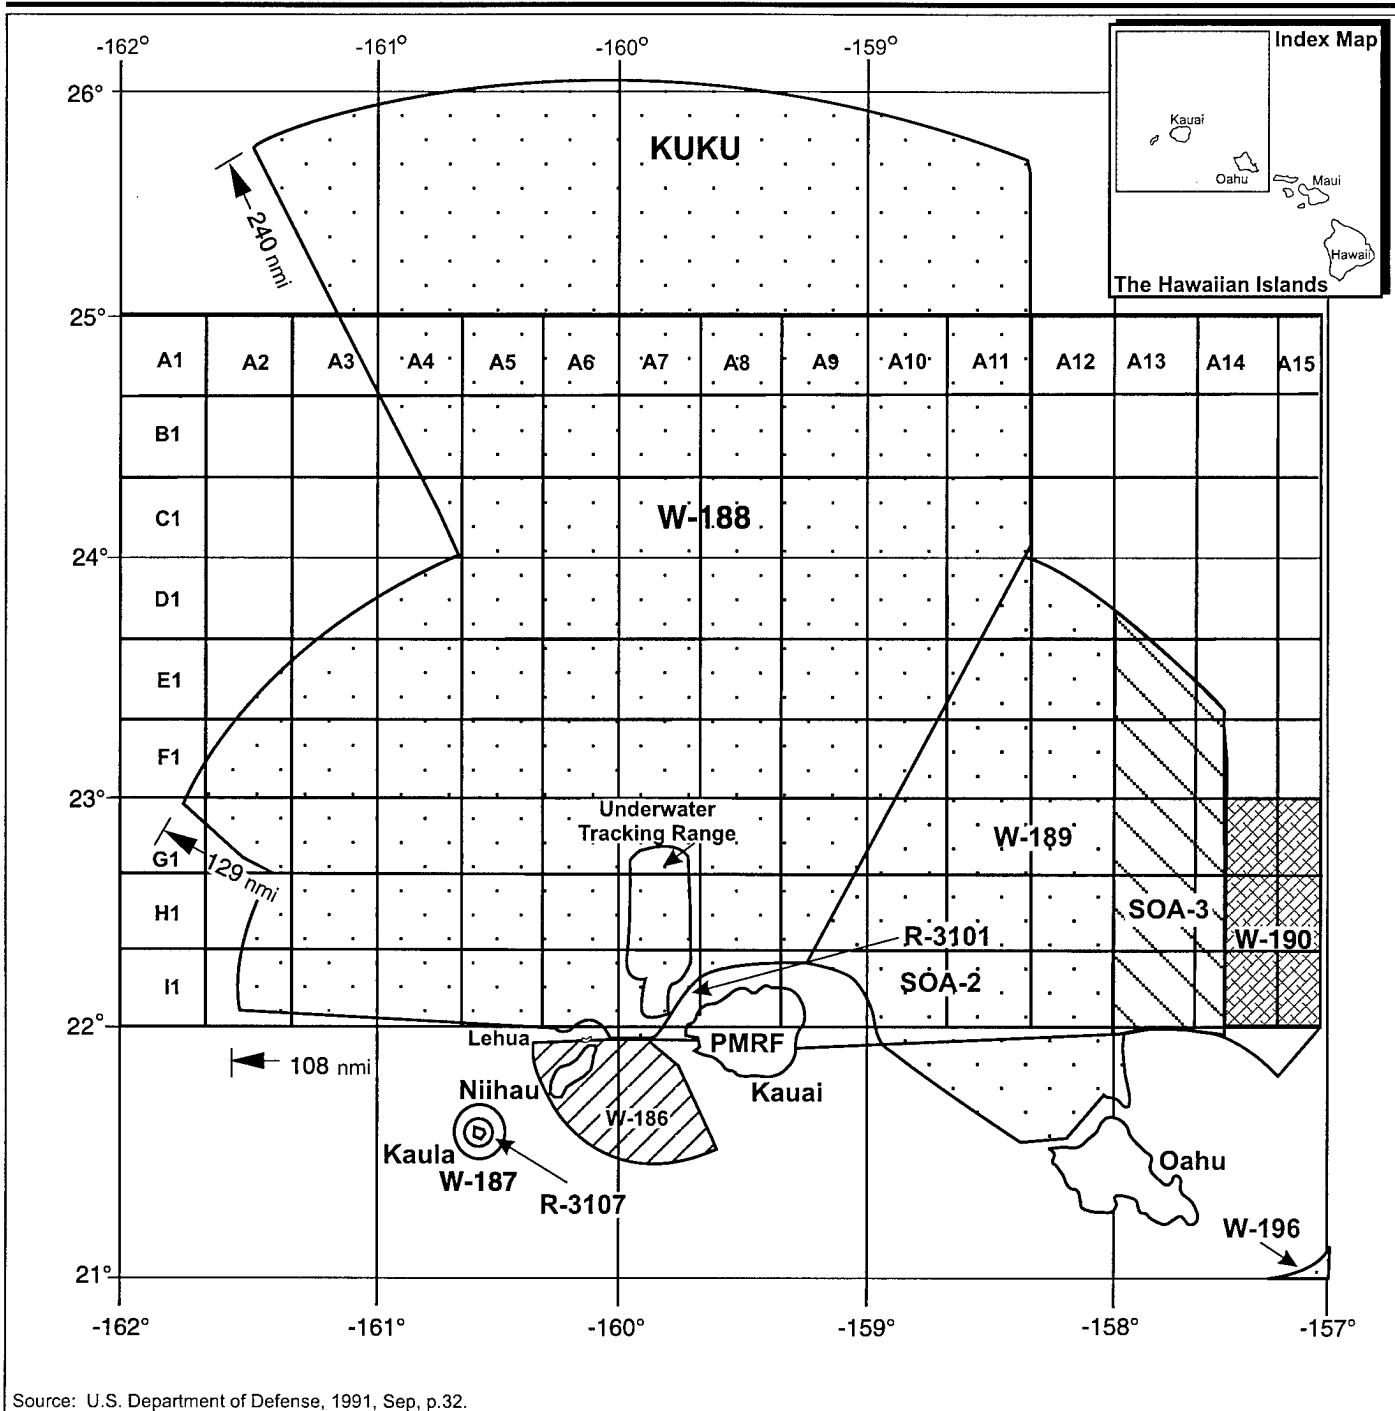 -162° -161° -160° -159°
Index Map
Kauai
Oahu
Maui
Hawaii
The Hawaiian Islands
26°
KUKU
240 nmi
25°
A1 A2 A3 A4 A5 A6 A7 A8 A9 A10 A11 A12 A13 A14 A15
B1
C1
W-188
24°
D1
E1
F1
23°
Underwater
Tracking Range
W-189
G1
129 nmi
H1
SOA-3
R-3101
W-190
I1
SOA-2
22°
Lehua
PMRF
108 nmi
Niihau
Kauai
W-186
Kaula
W-187
R-3107
Oahu
W-196
21°
-162° -161° -160° -159° -158° -157°
Source: U.S. Department of Defense, 1991, Sep, p.32.